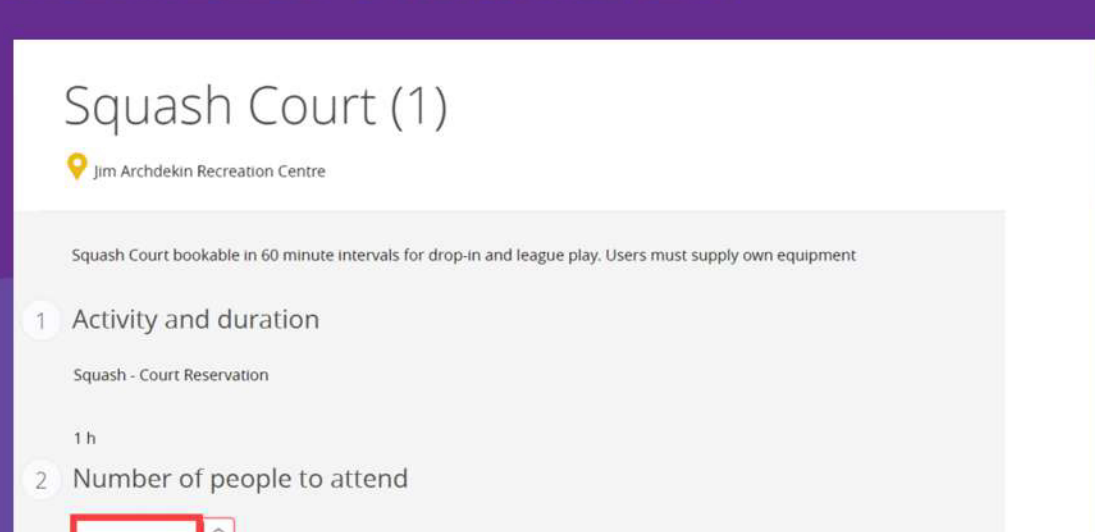 Squash Court (1)
Jim Archdekin Recreation Centre
Squash Court bookable in 60 minute intervals for drop-in and league play. Users must supply own equipment
1 Activity and duration
Squash - Court Reservation
1 h
2 Number of people to attend